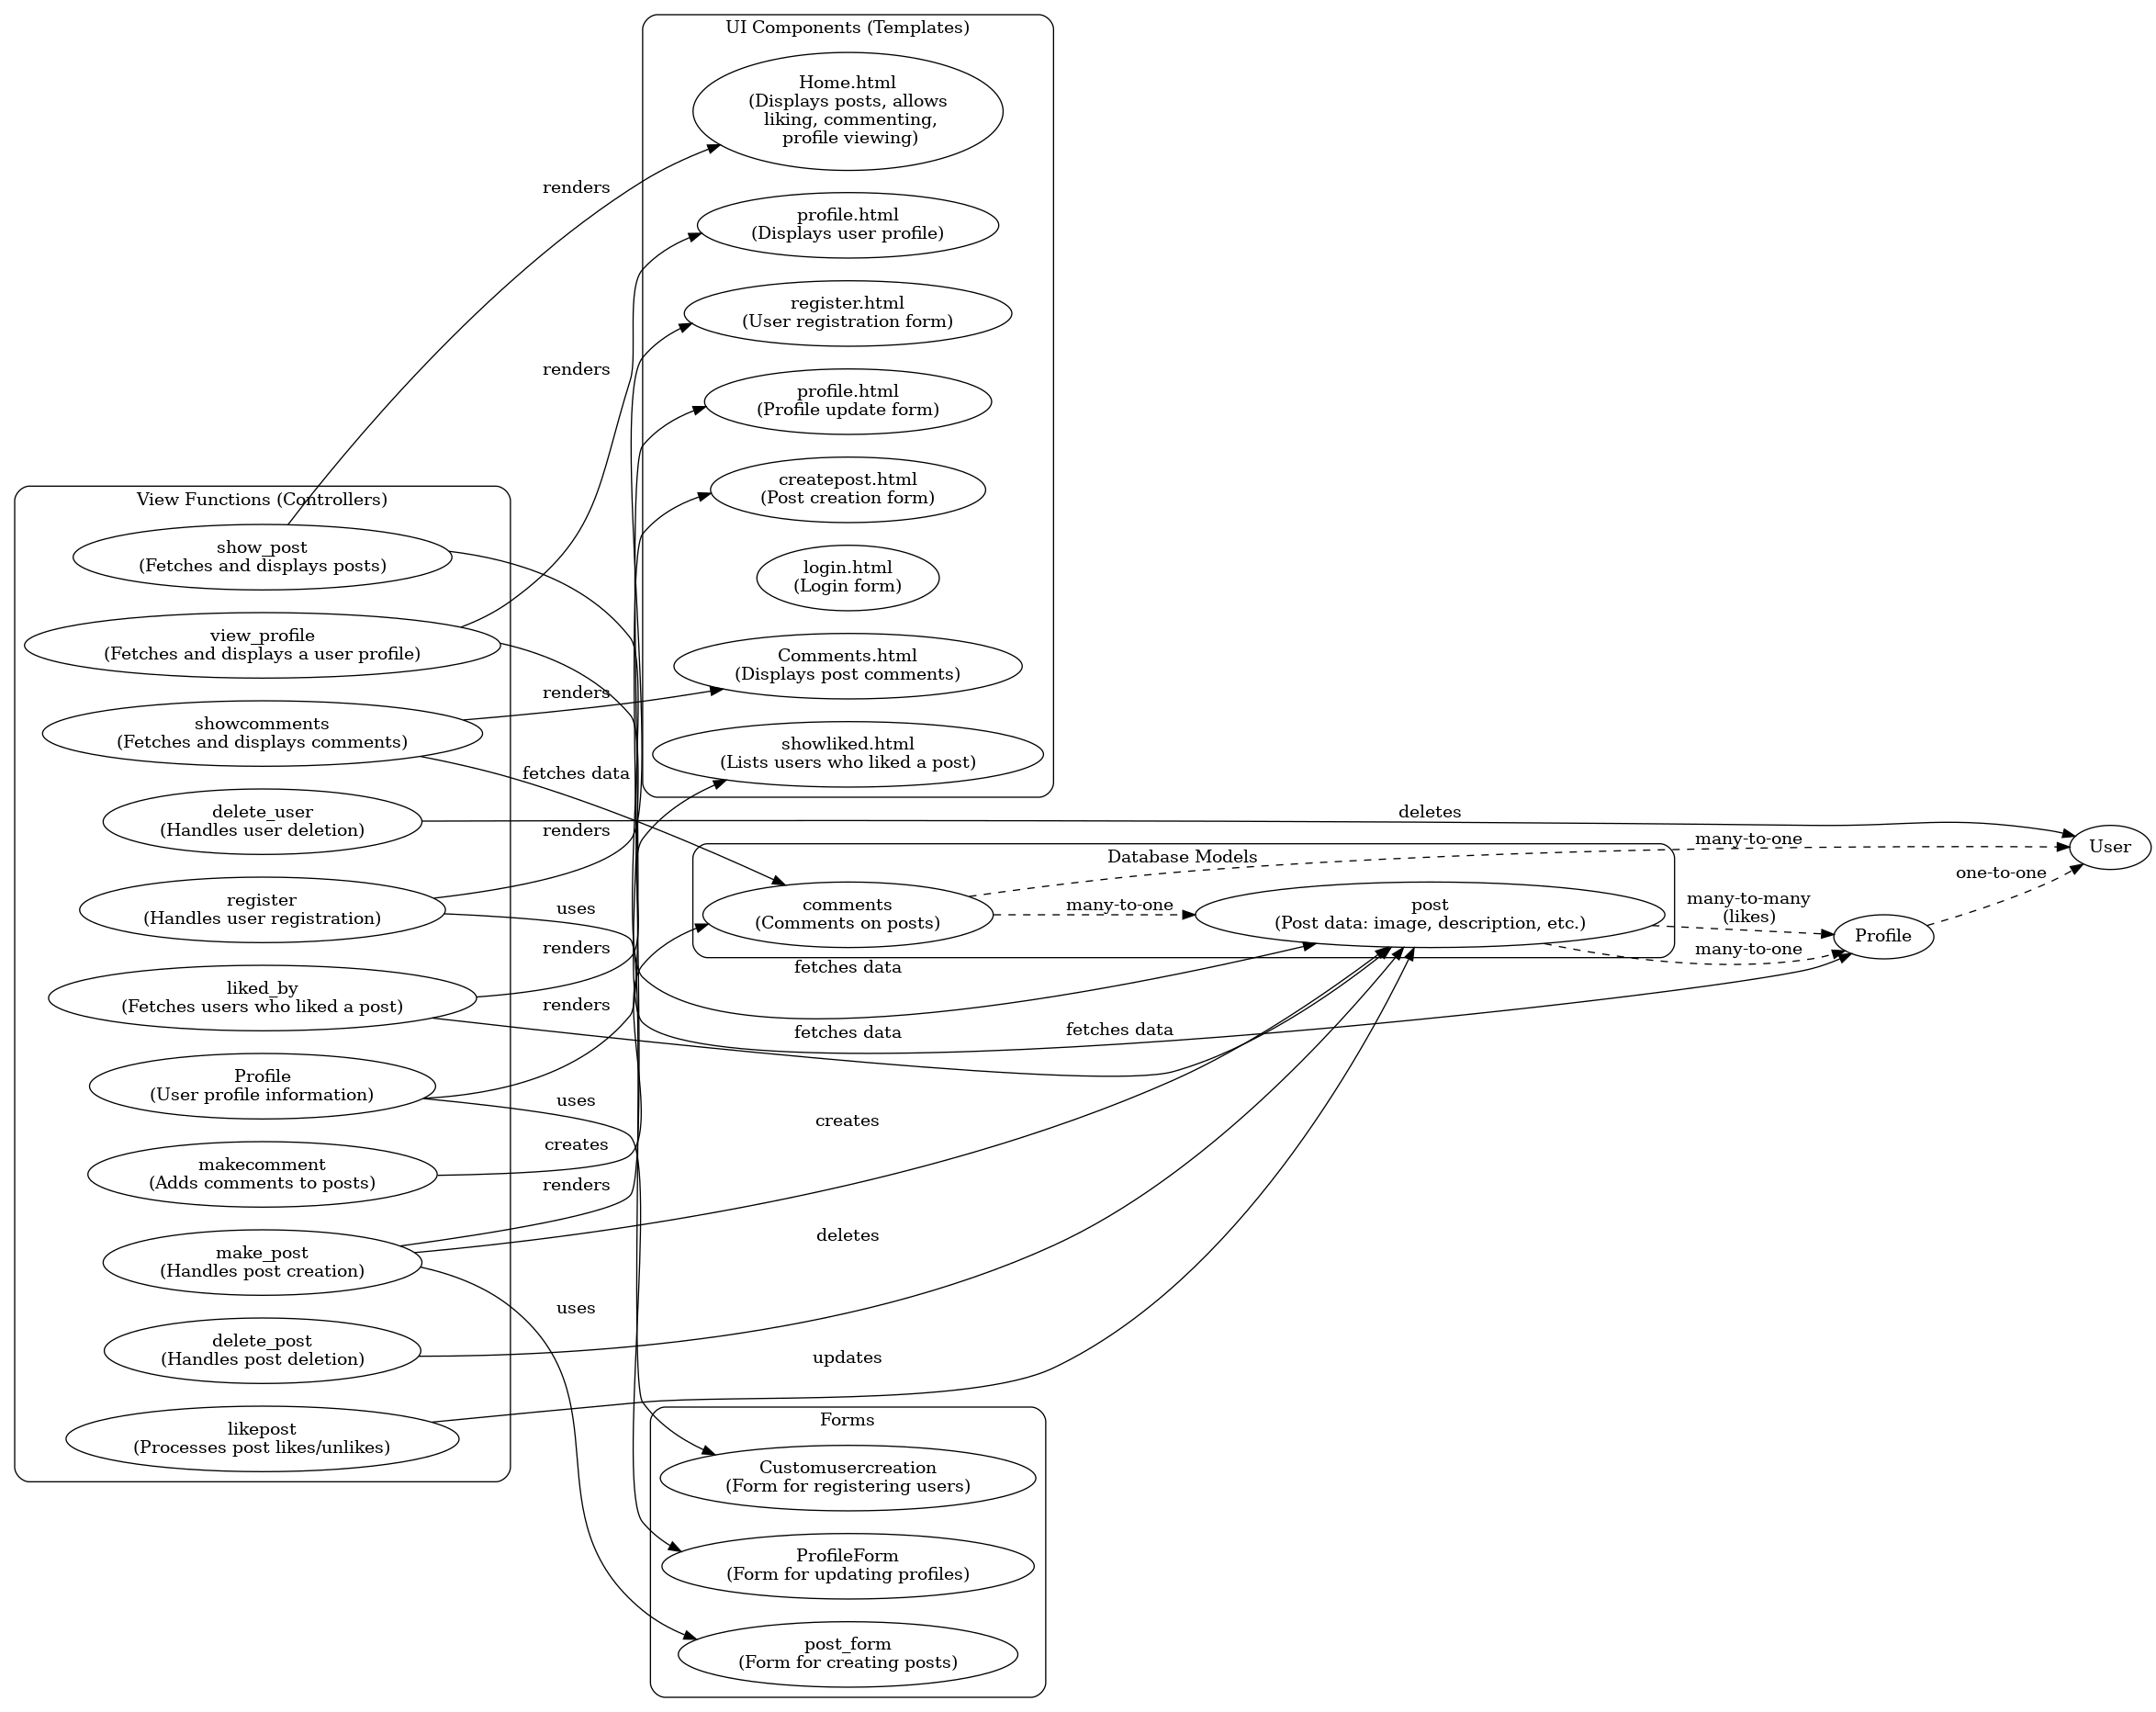 UI Components (Templates)
Home.html
(Displays posts, allows
liking, commenting,
profile viewing)
profile.html
(Displays user profile)
register.html
(User registration form)
profile.html
(Profile update form)
createpost.html
(Post creation form)
login.html
(Login form)
Comments.html
(Displays post comments)
showliked.html
(Lists users who liked a post)
View Functions (Controllers)
show_post
(Fetches and displays posts)
view_profile
(Fetches and displays a user profile)
showcomments
(Fetches and displays comments)
delete_user
(Handles user deletion)
register
(Handles user registration)
liked_by
(Fetches users who liked a post)
Profile
(User profile information)
makecomment
(Adds comments to posts)
make_post
(Handles post creation)
delete_post
(Handles post deletion)
likepost
(Processes post likes/unlikes)
renders
renders
renders
fetches data
renders
uses
renders
renders
uses
creates
renders
uses
Database Models
comments
(Comments on posts)
many-to-one
post
(Post data: image, description, etc.)
fetches data
fetches data
fetches data
creates
deletes
updates
deletes
many-to-one
many-to-many
(likes)
many-to-one
one-to-one
Profile
User
Forms
Customusercreation
(Form for registering users)
ProfileForm
(Form for updating profiles)
post_form
(Form for creating posts)